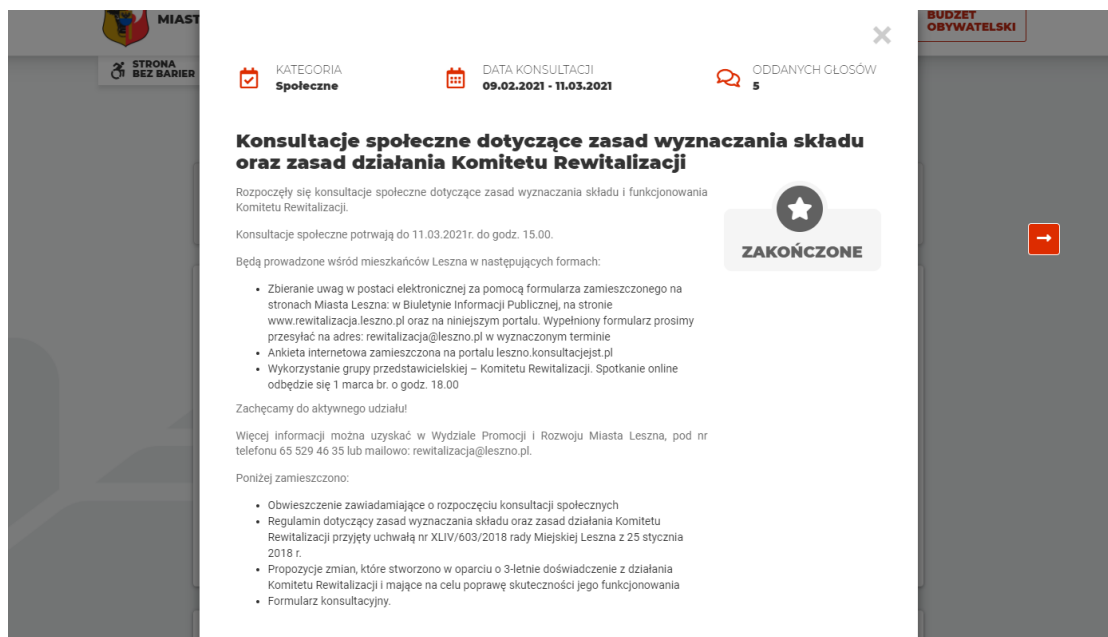 MIAST
BUDŻET
OBYWATELSKI
STRONA
BEZ BARIER
KATEGORIA
Społeczne
DATA KONSULTACJI
09.02.2021 - 11.03.2021
ODDANYCH GŁOSÓW
5
Konsultacje społeczne dotyczące zasad wyznaczania składu
oraz zasad działania Komitetu Rewitalizacji
Rozpoczęły się konsultacje społeczne dotyczące zasad wyznaczania składu i funkcjonowania
Komitetu Rewitalizacji.
ZAKOŃCZONE
Konsultacje społeczne potrwają do 11.03.2021r. do godz. 15.00.
Będą prowadzone wśród mieszkańców Leszna w następujących formach:
• Zbieranie uwag w postaci elektronicznej za pomocą formularza zamieszczonego na
stronach Miasta Leszna: w Biuletynie Informacji Publicznej, na stronie
www.rewitalizacja.leszno.pl oraz na niniejszym portalu. Wypełniony formularz prosimy
przesyłać na adres: rewitalizacja@leszno.pl w wyznaczonym terminie
• Ankieta internetowa zamieszczona na portalu leszno.konsultacjejst.pl
• Wykorzystanie grupy przedstawicielskiej – Komitetu Rewitalizacji. Spotkanie online
odbędzie się 1 marca br. o godz. 18.00
Zachęcamy do aktywnego udziału!
Więcej informacji można uzyskać w Wydziale Promocji i Rozwoju Miasta Leszna, pod nr
telefonu 65 529 46 35 lub mailowo: rewitalizacja@leszno.pl.
Poniżej zamieszczono:
• Obwieszczenie zawiadamiające o rozpoczęciu konsultacji społecznych
• Regulamin dotyczący zasad wyznaczania składu oraz zasad działania Komitetu
Rewitalizacji przyjęty uchwałą nr XLIV/603/2018 rady Miejskiej Leszna z 25 stycznia
2018 r.
• Propozycje zmian, które stworzono w oparciu o 3-letnie doświadczenie z działania
Komitetu Rewitalizacji i mające na celu poprawę skuteczności jego funkcjonowania
• Formularz konsultacyjny.